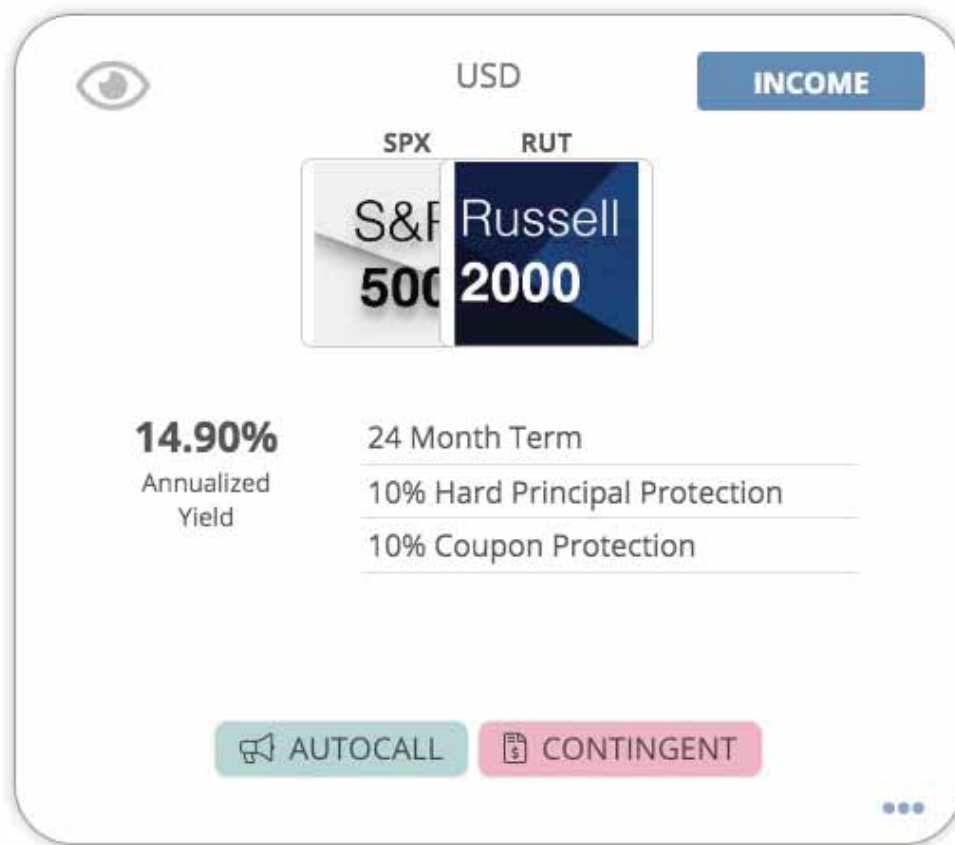 USD
INCOME
SPX RUT
S&P Russell
500 2000
14.90%
Annualized
Yield
24 Month Term
10% Hard Principal Protection
10% Coupon Protection
AUTOCALL
CONTINGENT